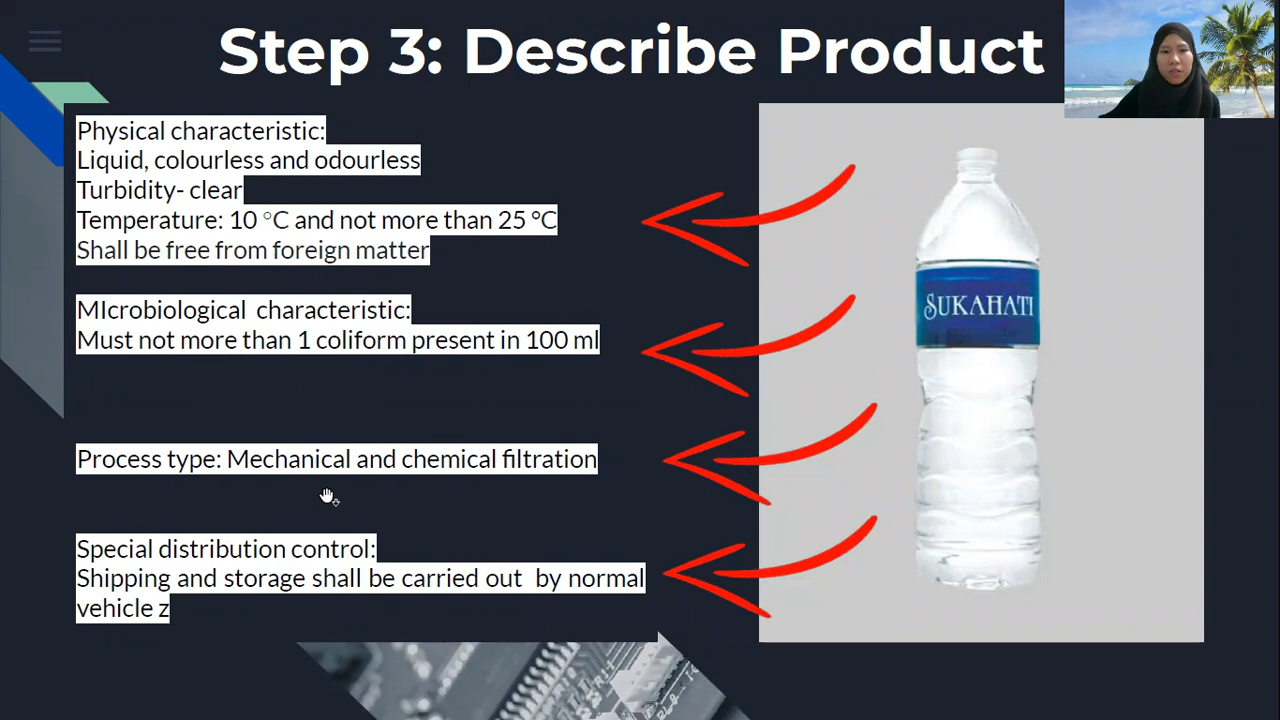 Step 3: Describe Product
Physical characteristic:
Liquid, colourless and odourless
Turbidity- clear
Temperature: 10 °C and not more than 25 °C
Shall be free from foreign matter
MIcrobiological  characteristic:
Must not more than 1 coliform present in 100 ml
Process type: Mechanical and chemical filtration
Special distribution control:
Shipping and storage shall be carried out  by normal
vehicle z
SUKAHATI